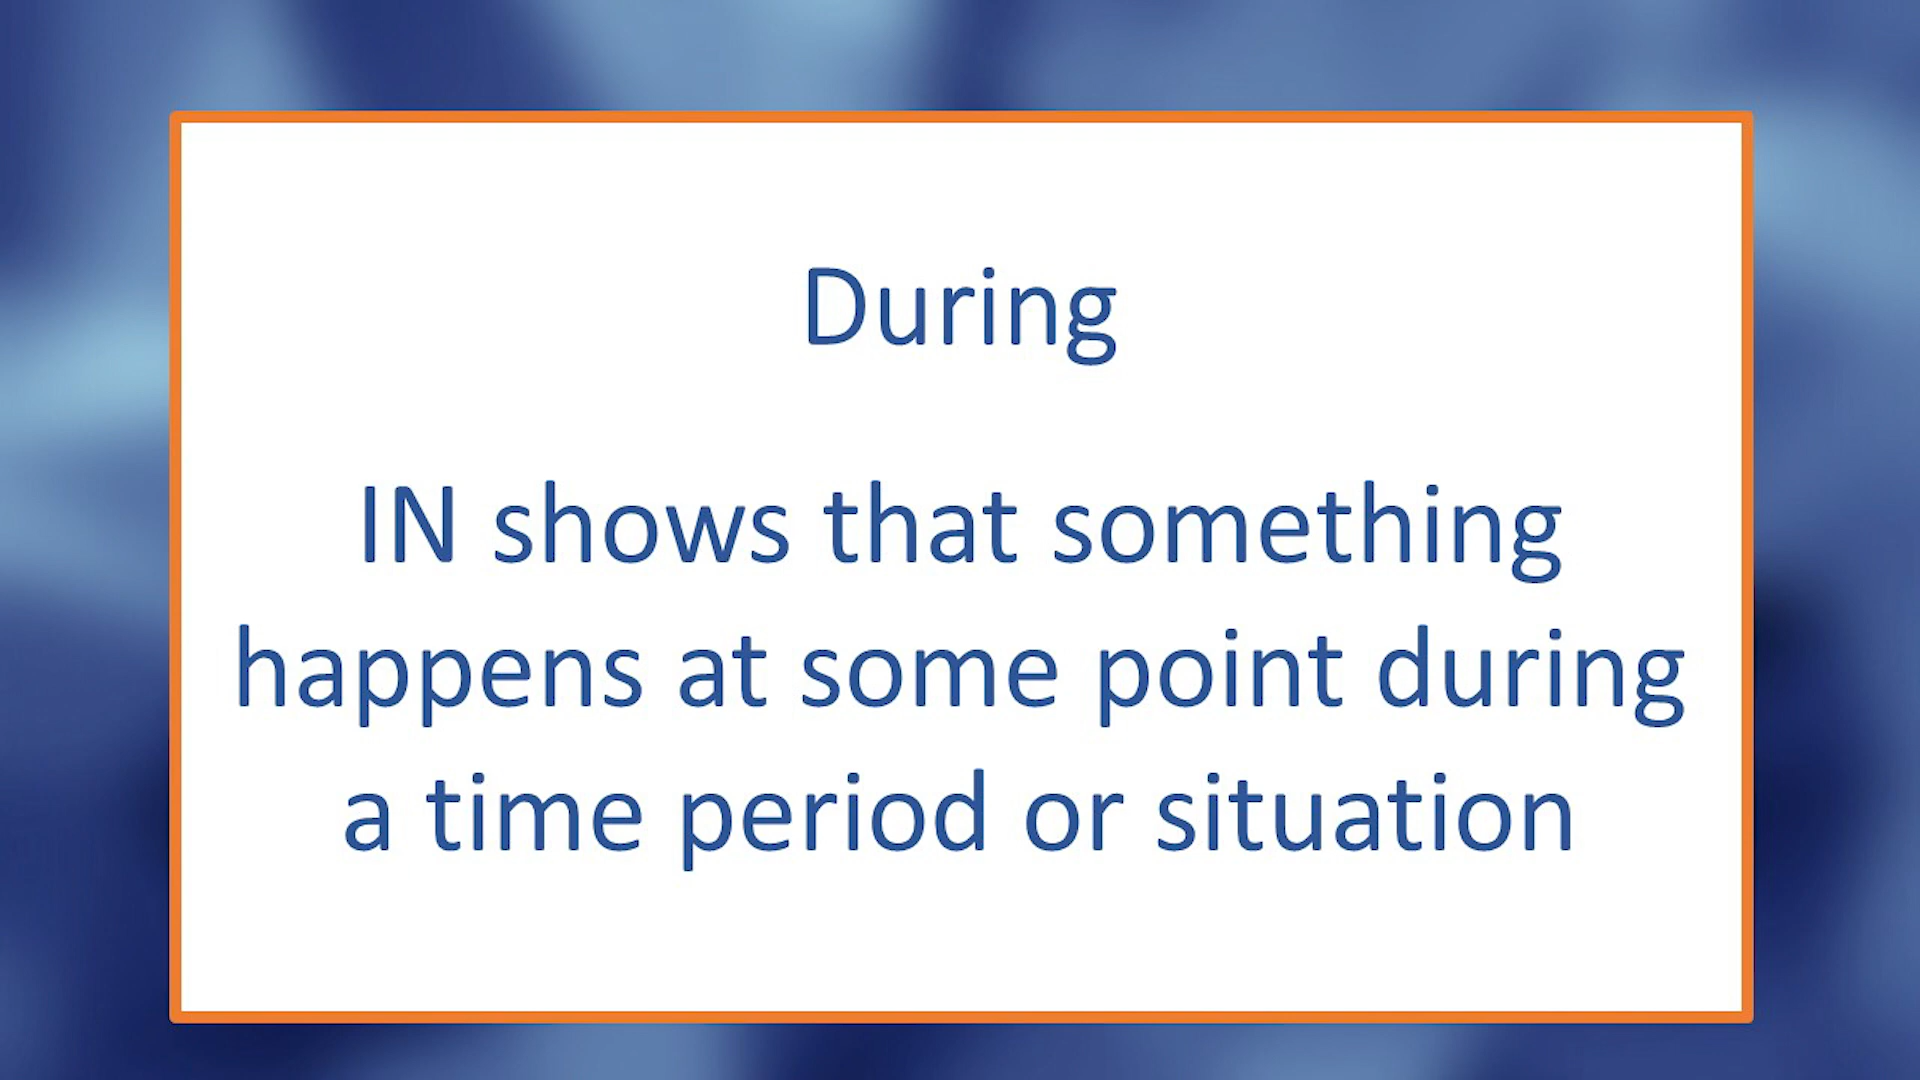 During
IN shows that something
happens at some point during
a time period or situation